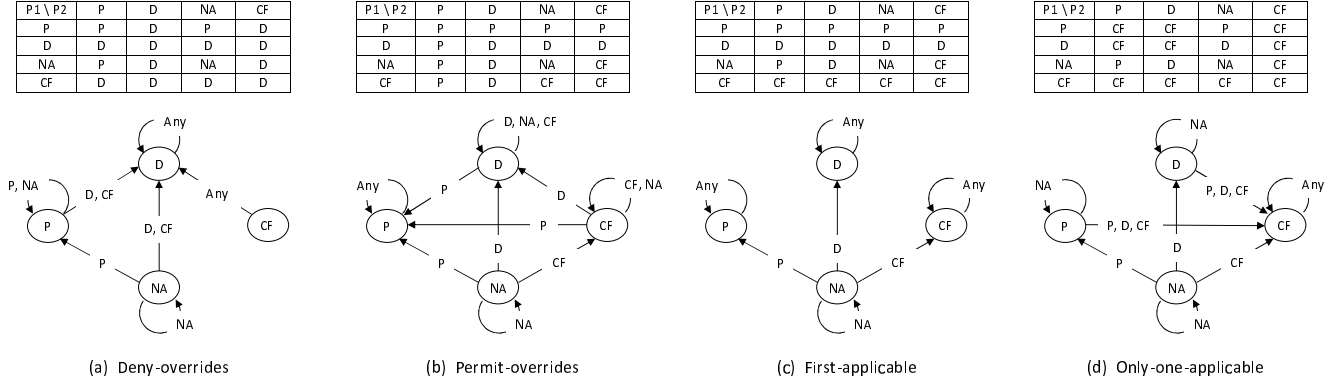 P1 \ P2 P D NA CF
P P D P D
D D D D D
NA P D NA D
CF D D D D
Any
D
P, NA
D, CF
Any
P
D, CF
CF
P
NA
NA
(a) Deny-overrides
P1 \ P2 P D NA CF
P P P P P
D P D D D
NA P D NA CF
CF P D CF CF
D, NA, CF
D
Any
P
D
CF, NA
P
P
CF
P
D
CF
NA
NA
(b) Permit-overrides
P1 \ P2 P D NA CF
P P P P P
D D D D D
NA P D NA CF
CF CF CF CF CF
Any
D
Any
Any
P
CF
D
P
CF
NA
NA
(c) First-applicable
P1 \ P2 P D NA CF
P CF CF P CF
D CF CF D CF
NA P D NA CF
CF CF CF CF CF
NA
D
NA
P, D, CF
Any
P
P, D, CF
CF
D
P
CF
NA
NA
(d) Only-one-applicable